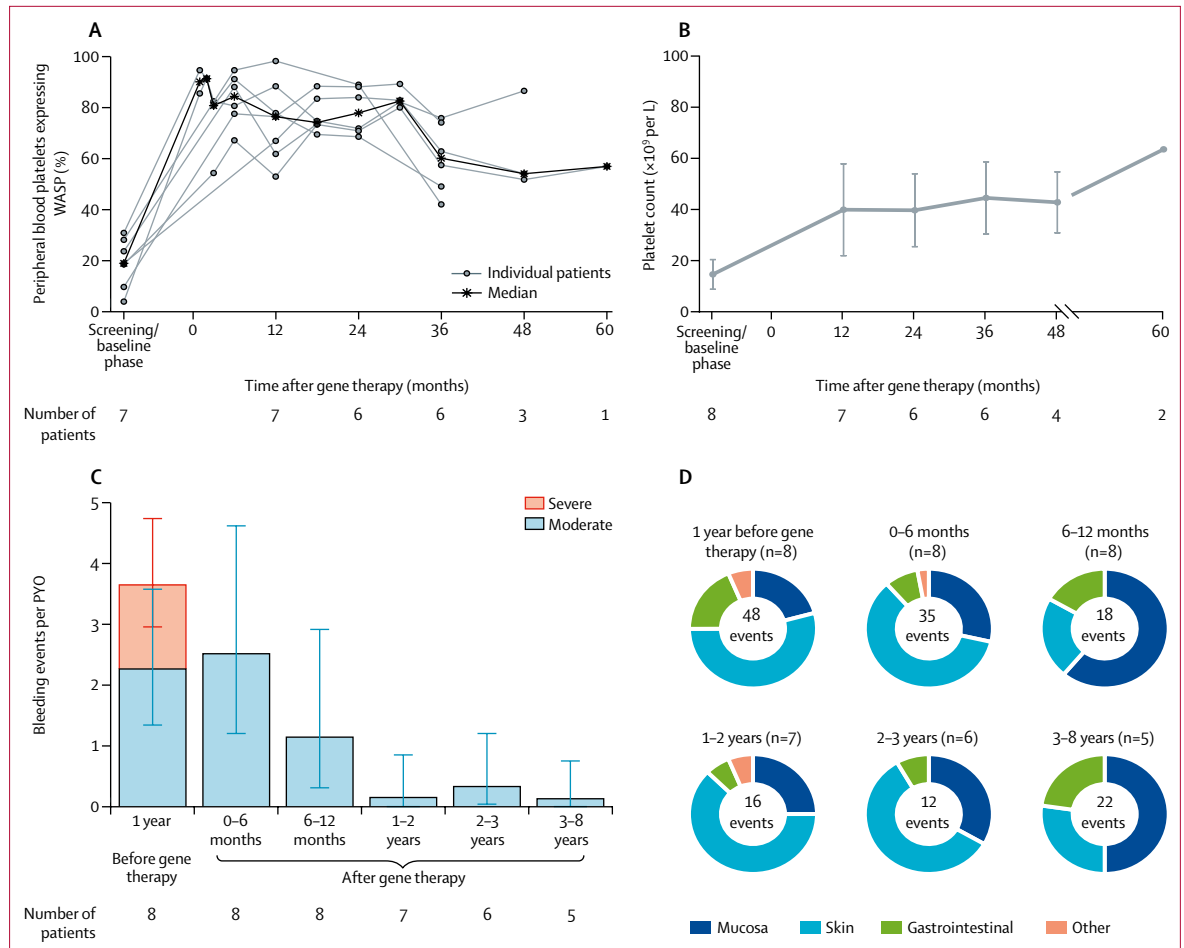 A
Peripheral blood platelets expressing
WASP (%)
100
80
60
40
20
0
Screening/
baseline
phase
0
12
24
36
48
60
Individual patients
Median
Time after gene therapy (months)
Number of
patients
7
7
6
6
3
1
B
Platelet count (×10⁹ per L)
100
80
60
40
20
0
Screening/
baseline
phase
0
12
24
36
48
60
Time after gene therapy (months)
8
7
6
6
4
2
C
Bleeding events per PYO
5
4
3
2
1
0
Severe
Moderate
1 year
0–6
months
6–12
months
1–2
years
2–3
years
3–8
years
Before gene
therapy
After gene therapy
Number of
patients
8
8
8
7
6
5
D
1 year before gene
therapy (n=8)
48
events
0–6 months
(n=8)
35
events
6–12 months
(n=8)
18
events
1–2 years (n=7)
16
events
2–3 years (n=6)
12
events
3–8 years (n=5)
22
events
Mucosa
Skin
Gastrointestinal
Other